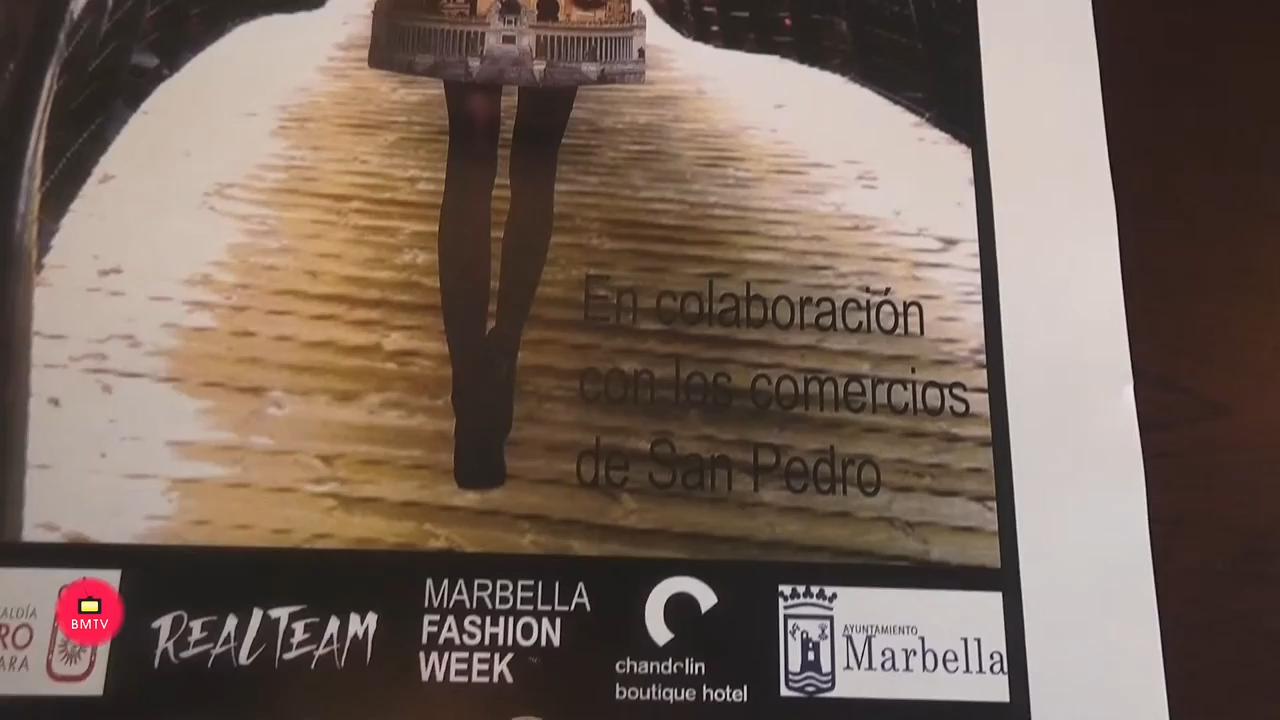 En colaboración
con los comercios
de San Pedro
BMTV
REALTEAM
MARBELLA
FASHION
WEEK
chandelin
boutique hotel
AYUNTAMIENTO
Marbella